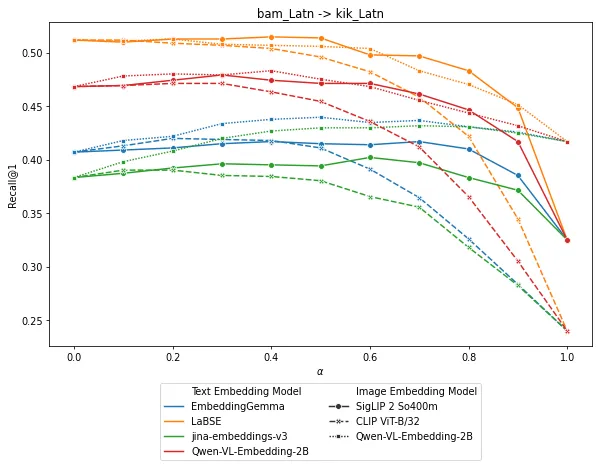 bam_Latn -> kik_Latn
Recall@1
0.50
0.45
0.40
0.35
0.30
0.25
0.0 0.2 0.4 0.6 0.8 1.0
α
Text Embedding Model Image Embedding Model
EmbeddingGemma SigLIP 2 So400m
LaBSE CLIP ViT-B/32
jina-embeddings-v3 Qwen-VL-Embedding-2B
Qwen-VL-Embedding-2B